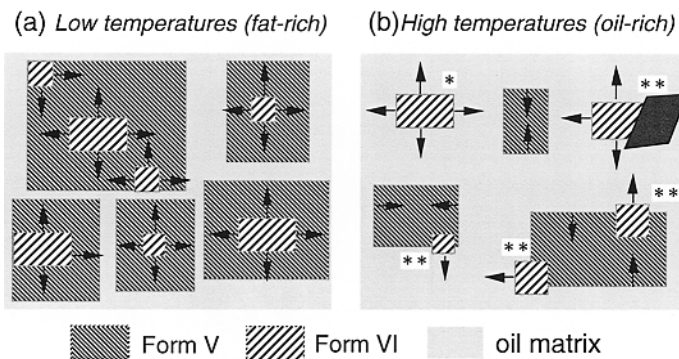 (a) Low temperatures (fat-rich)
(b)High temperatures (oil-rich)
*
**
**
**
**
Form V
Form VI
oil matrix